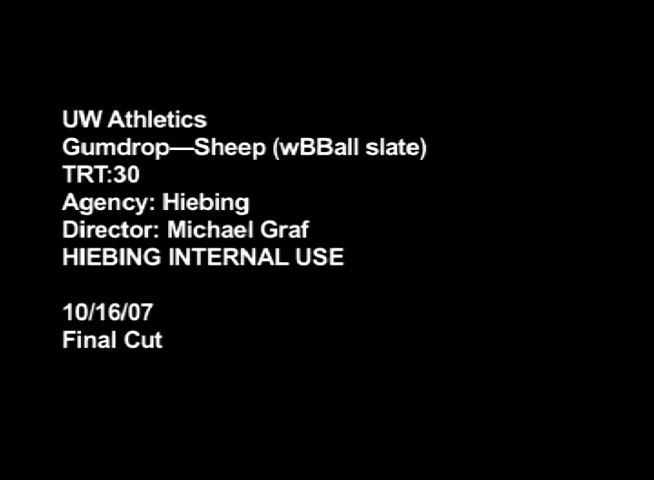 UW Athletics
Gumdrop—Sheep (wBBall slate)
TRT:30
Agency: Hiebing
Director: Michael Graf
HIEBING INTERNAL USE
10/16/07
Final Cut